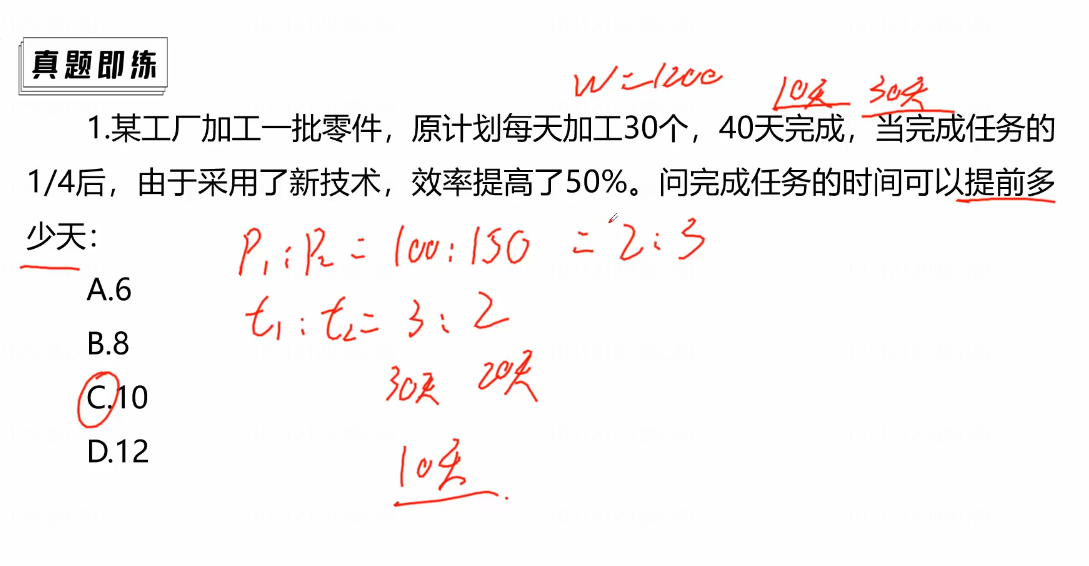 真题即练
W=1200
10天 30天
1.某工厂加工一批零件，原计划每天加工30个，40天完成，当完成任务的
1/4后，由于采用了新技术，效率提高了50%。问完成任务的时间可以提前多
少天：
P₁:P₂=100:150=2:3
A.6
t₁:t₂=3:2
B.8
30天 20天
C.10
D.12
10天